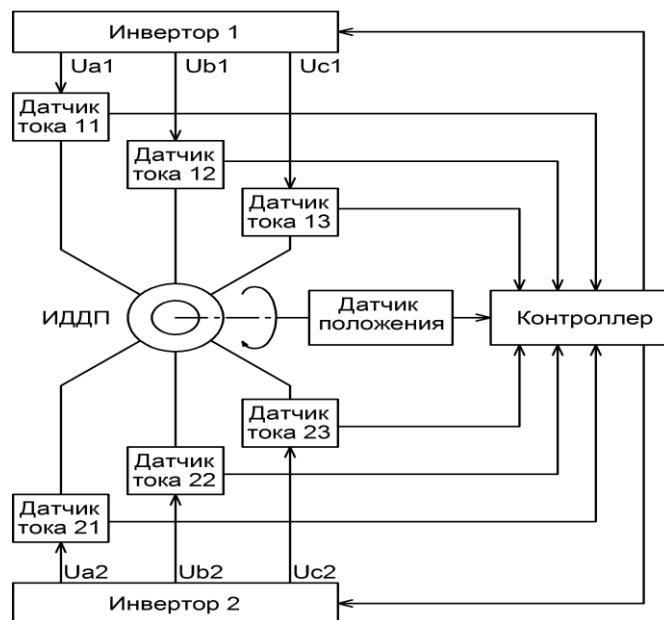 Инвертор 1
Ua1
Ub1
Uc1
Датчик
тока 11
Датчик
тока 12
Датчик
тока 13
ИДДП
Датчик
положения
Контроллер
Датчик
тока 23
Датчик
тока 22
Датчик
тока 21
Ua2
Ub2
Uc2
Инвертор 2